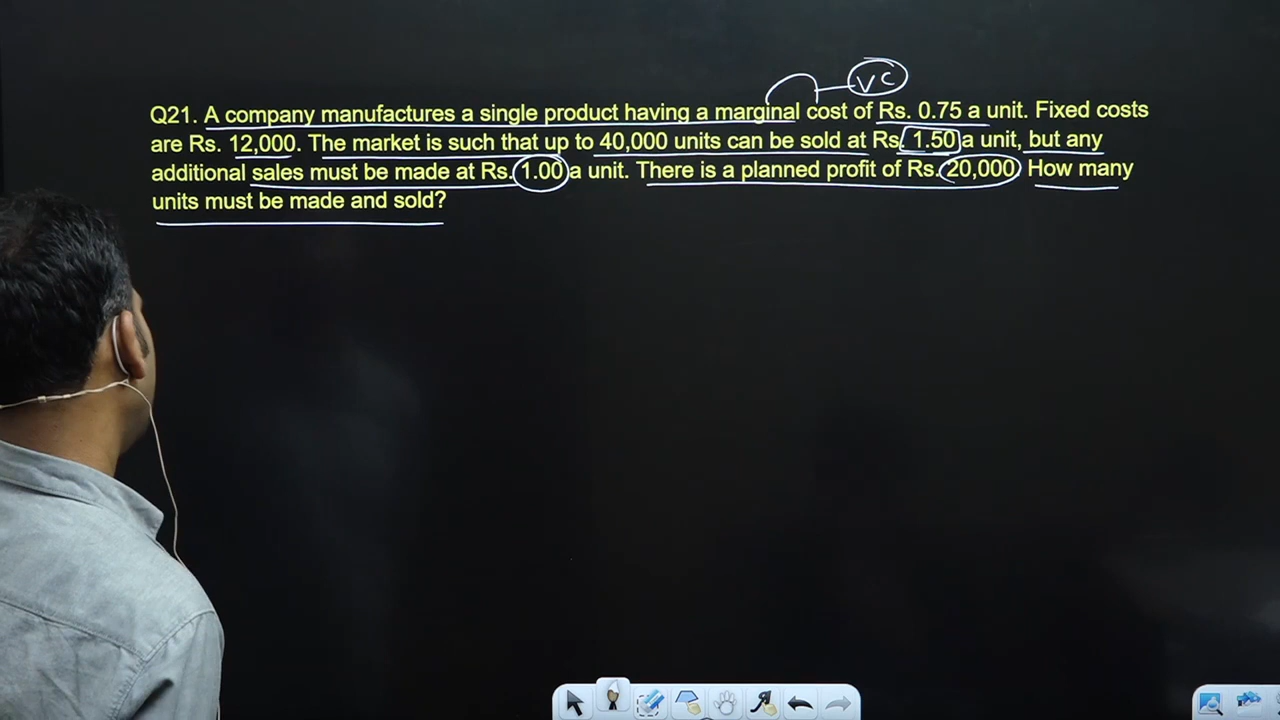 VC
Q21. A company manufactures a single product having a marginal cost of Rs. 0.75 a unit. Fixed costs
are Rs. 12,000. The market is such that up to 40,000 units can be sold at Rs. 1.50 a unit, but any
additional sales must be made at Rs. 1.00 a unit. There is a planned profit of Rs. 20,000. How many
units must be made and sold?